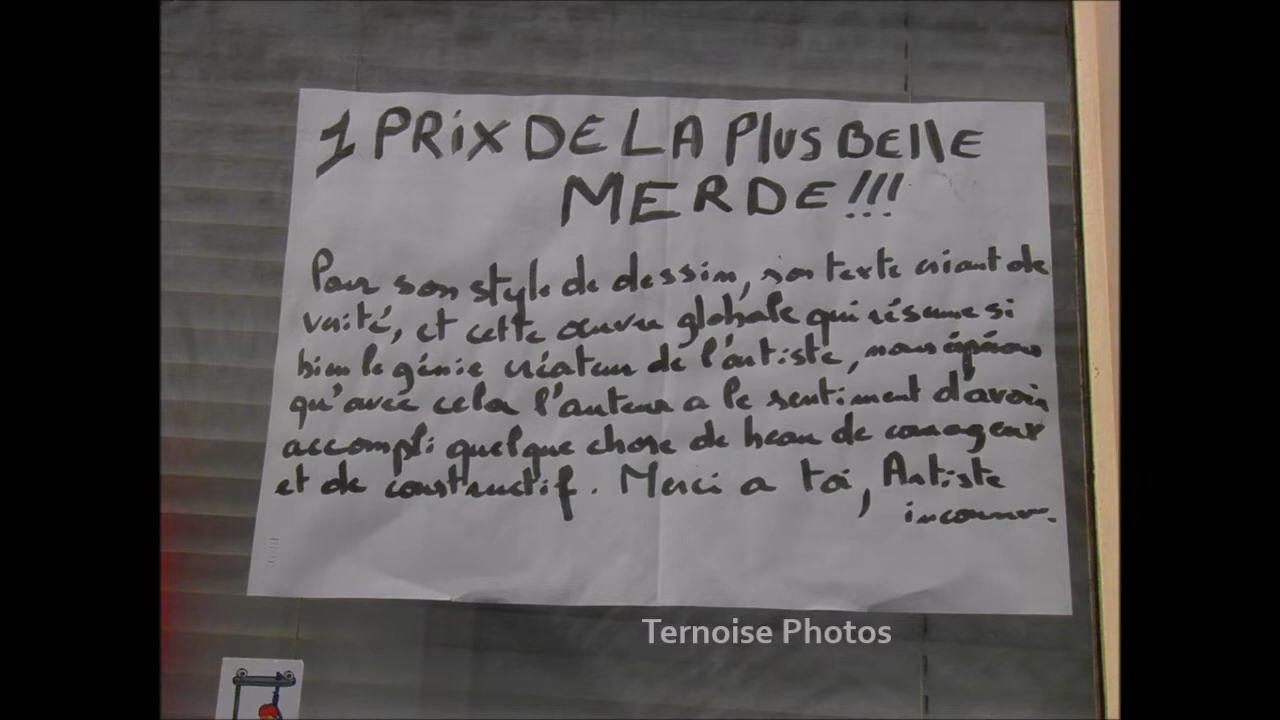 1 PRiX DE LA PlUS BEllE
MERDE !!!
Pour son style de dessin, son texte criant de
vérité, et cette œuvre globale qui résume si
bien le génie créateur de l'artiste, nous espérons
qu'avec cela l'auteur a le sentiment d'avoir
accompli quelque chose de beau de courageux
et de constructif. Merci a toi, Artiste
inconnu.
Ternoise Photos